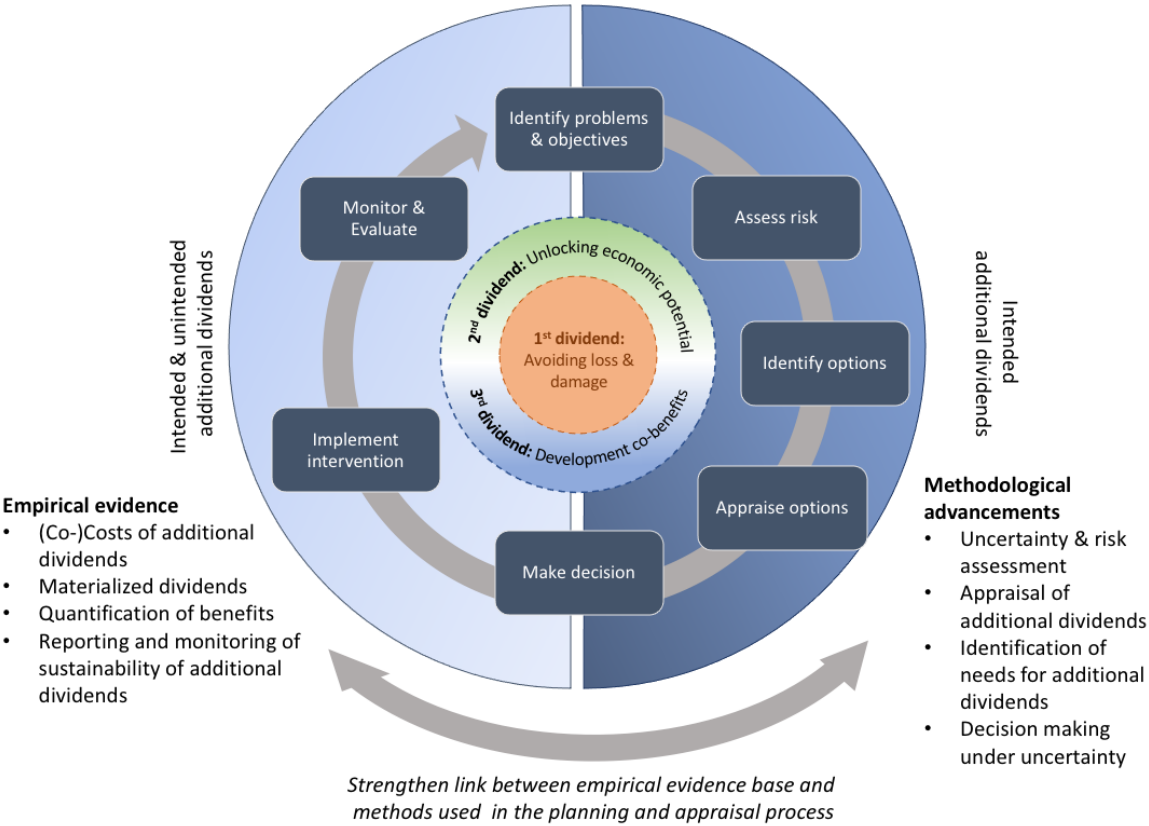 Identify problems
& objectives
Assess risk
Identify options
Appraise options
Make decision
Implement
intervention
Monitor &
Evaluate
2nd dividend: Unlocking economic potential
1st dividend:
Avoiding loss &
damage
3rd dividend: Development co-benefits
Intended & unintended
additional dividends
Intended
additional dividends
Empirical evidence
• (Co-)Costs of additional
dividends
• Materialized dividends
• Quantification of benefits
• Reporting and monitoring of
sustainability of additional
dividends
Methodological
advancements
• Uncertainty & risk
assessment
• Appraisal of
additional dividends
• Identification of
needs for additional
dividends
• Decision making
under uncertainty
Strengthen link between empirical evidence base and
methods used in the planning and appraisal process